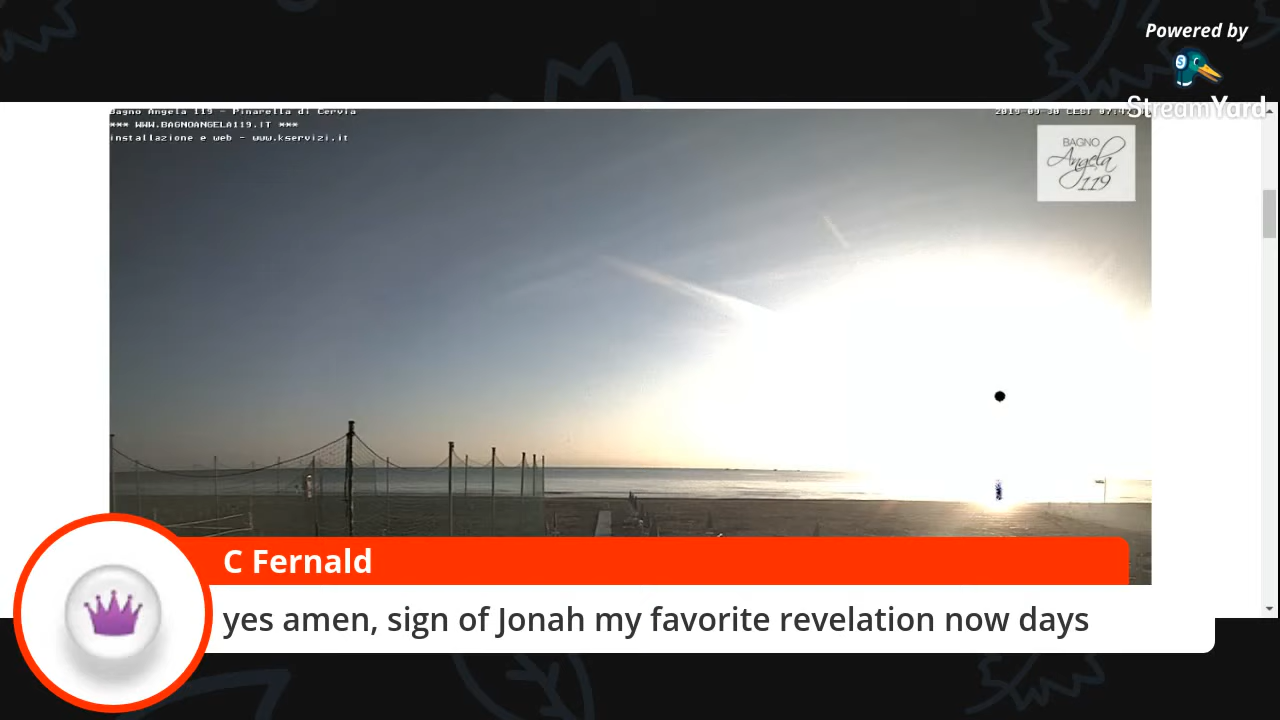 Powered by
StreamYard
Bagno Angela 119 - Pinarella di Cervia
*** WWW.BAGNOANGELA119.IT ***
installazione e web - www.kservizi.it
BAGNO
Angela
119
C Fernald
yes amen, sign of Jonah my favorite revelation now days